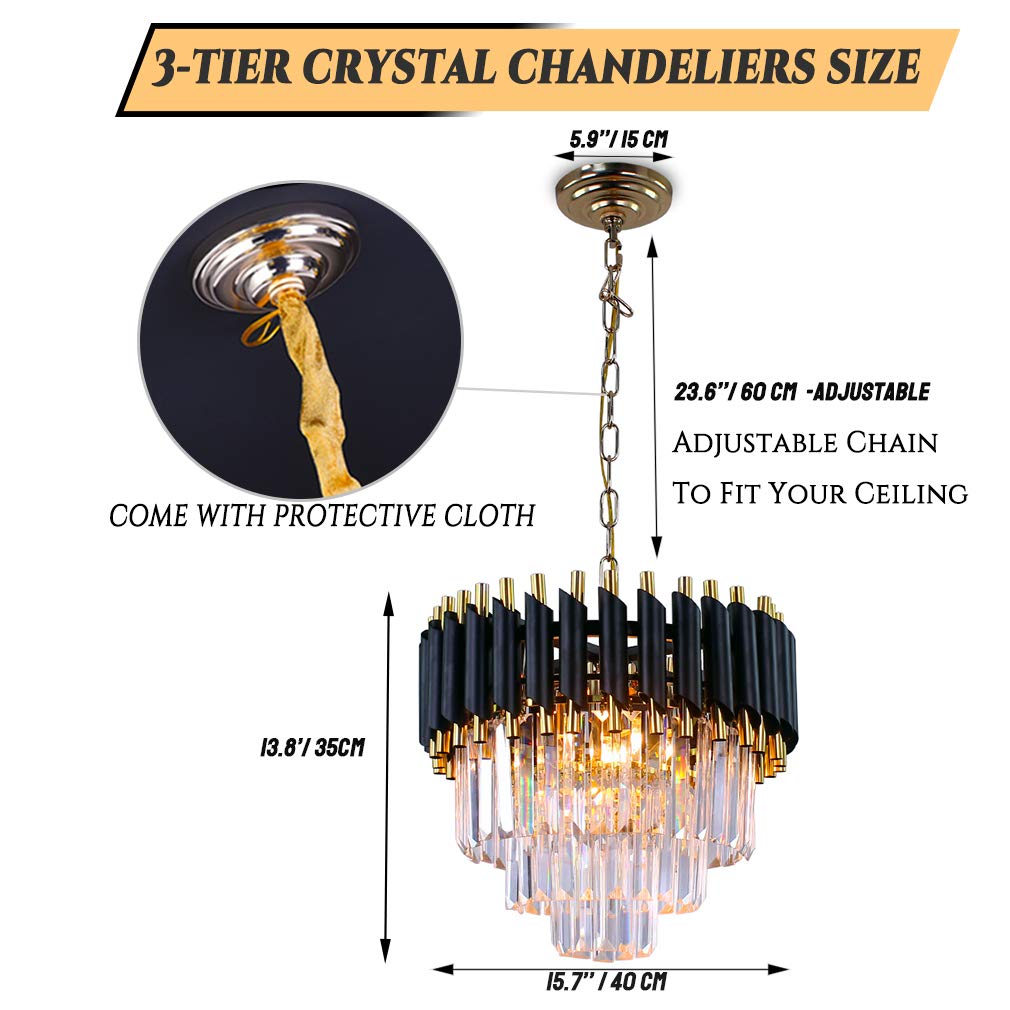 3-TIER CRYSTAL CHANDELIERS SIZE
5.9’’/ 15 CM
23.6’’/ 60 CM -ADJUSTABLE
ADJUSTABLE CHAIN
TO FIT YOUR CEILING
COME WITH PROTECTIVE CLOTH
13.8’/ 35CM
15.7’’ / 40 CM